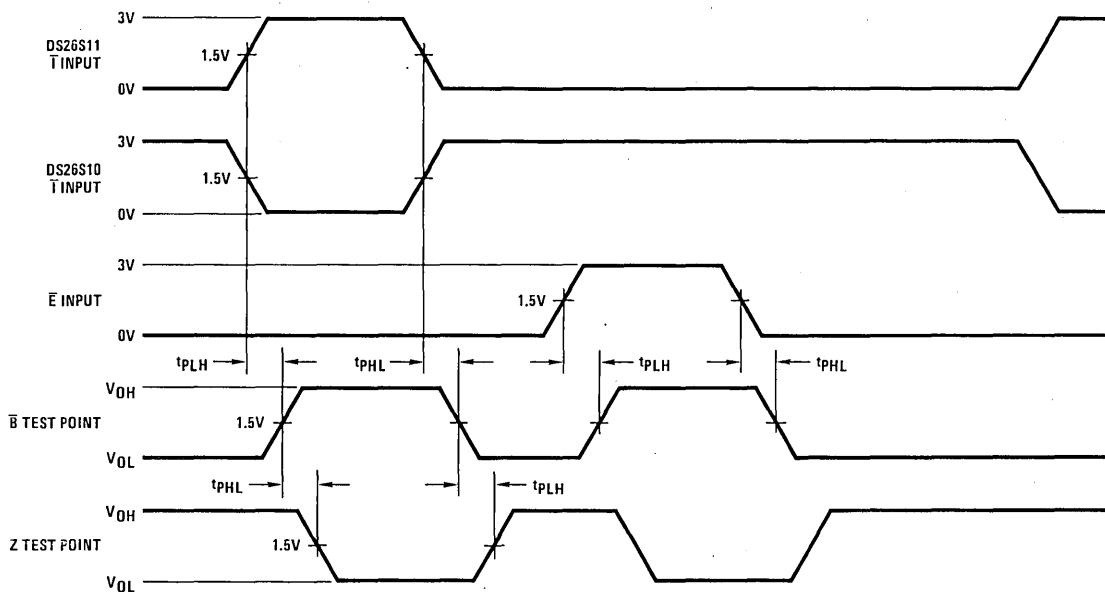 3V
DS26S11
Ī INPUT
1.5V
0V
3V
DS26S10
Ī INPUT
1.5V
0V
3V
Ē INPUT
1.5V
0V
tPLH
tPHL
tPLH
tPHL
VOH
B̄ TEST POINT
1.5V
VOL
tPHL
tPLH
VOH
Z TEST POINT
1.5V
VOL